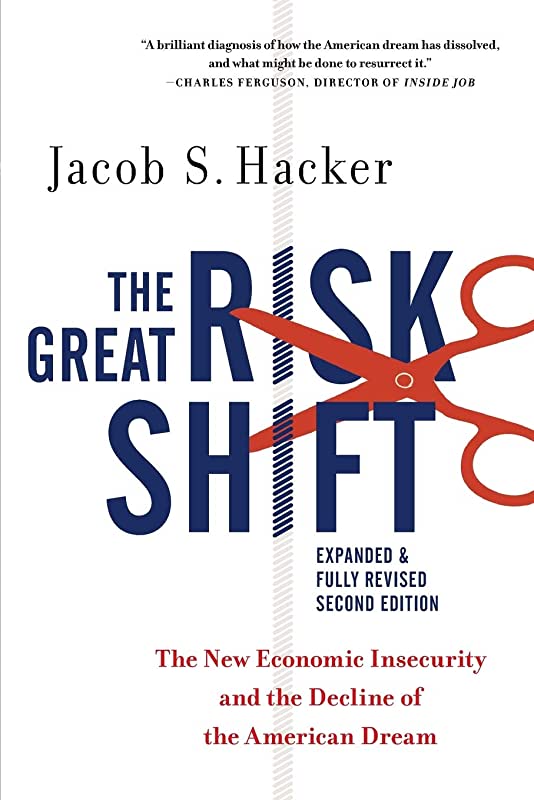 “A brilliant diagnosis of how the American dream has dissolved,
and what might be done to resurrect it.”
—CHARLES FERGUSON, DIRECTOR OF INSIDE JOB
Jacob S. Hacker
THE
GREAT
RISK
SHIFT
EXPANDED &
FULLY REVISED
SECOND EDITION
The New Economic Insecurity
and the Decline of
the American Dream